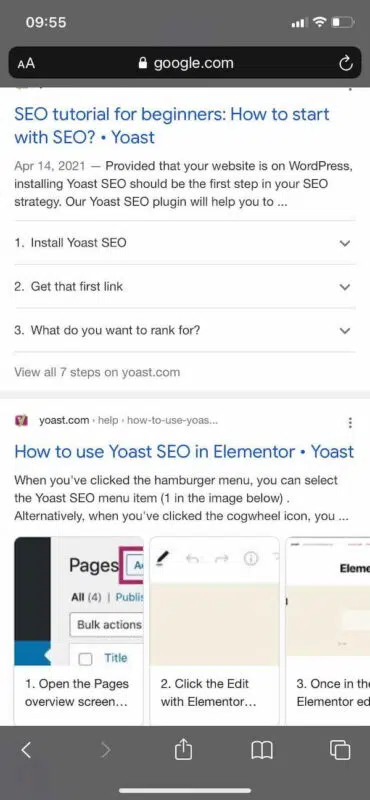 09:55
AA google.com
SEO tutorial for beginners: How to start
with SEO? • Yoast
Apr 14, 2021 — Provided that your website is on WordPress,
installing Yoast SEO should be the first step in your SEO
strategy. Our Yoast SEO plugin will help you to ...
1. Install Yoast SEO
2. Get that first link
3. What do you want to rank for?
View all 7 steps on yoast.com
yoast.com › help › how-to-use-yoas...
How to use Yoast SEO in Elementor • Yoast
When you've clicked the hamburger menu, you can select
the Yoast SEO menu item (1 in the image below) .
Alternatively, when you've clicked the cogwheel icon, you ...
Pages
All (4) | Publis
Bulk actions
Title
Eleme
1. Open the Pages
overview screen...
2. Click the Edit
with Elementor...
3. Once in the
Elementor ed